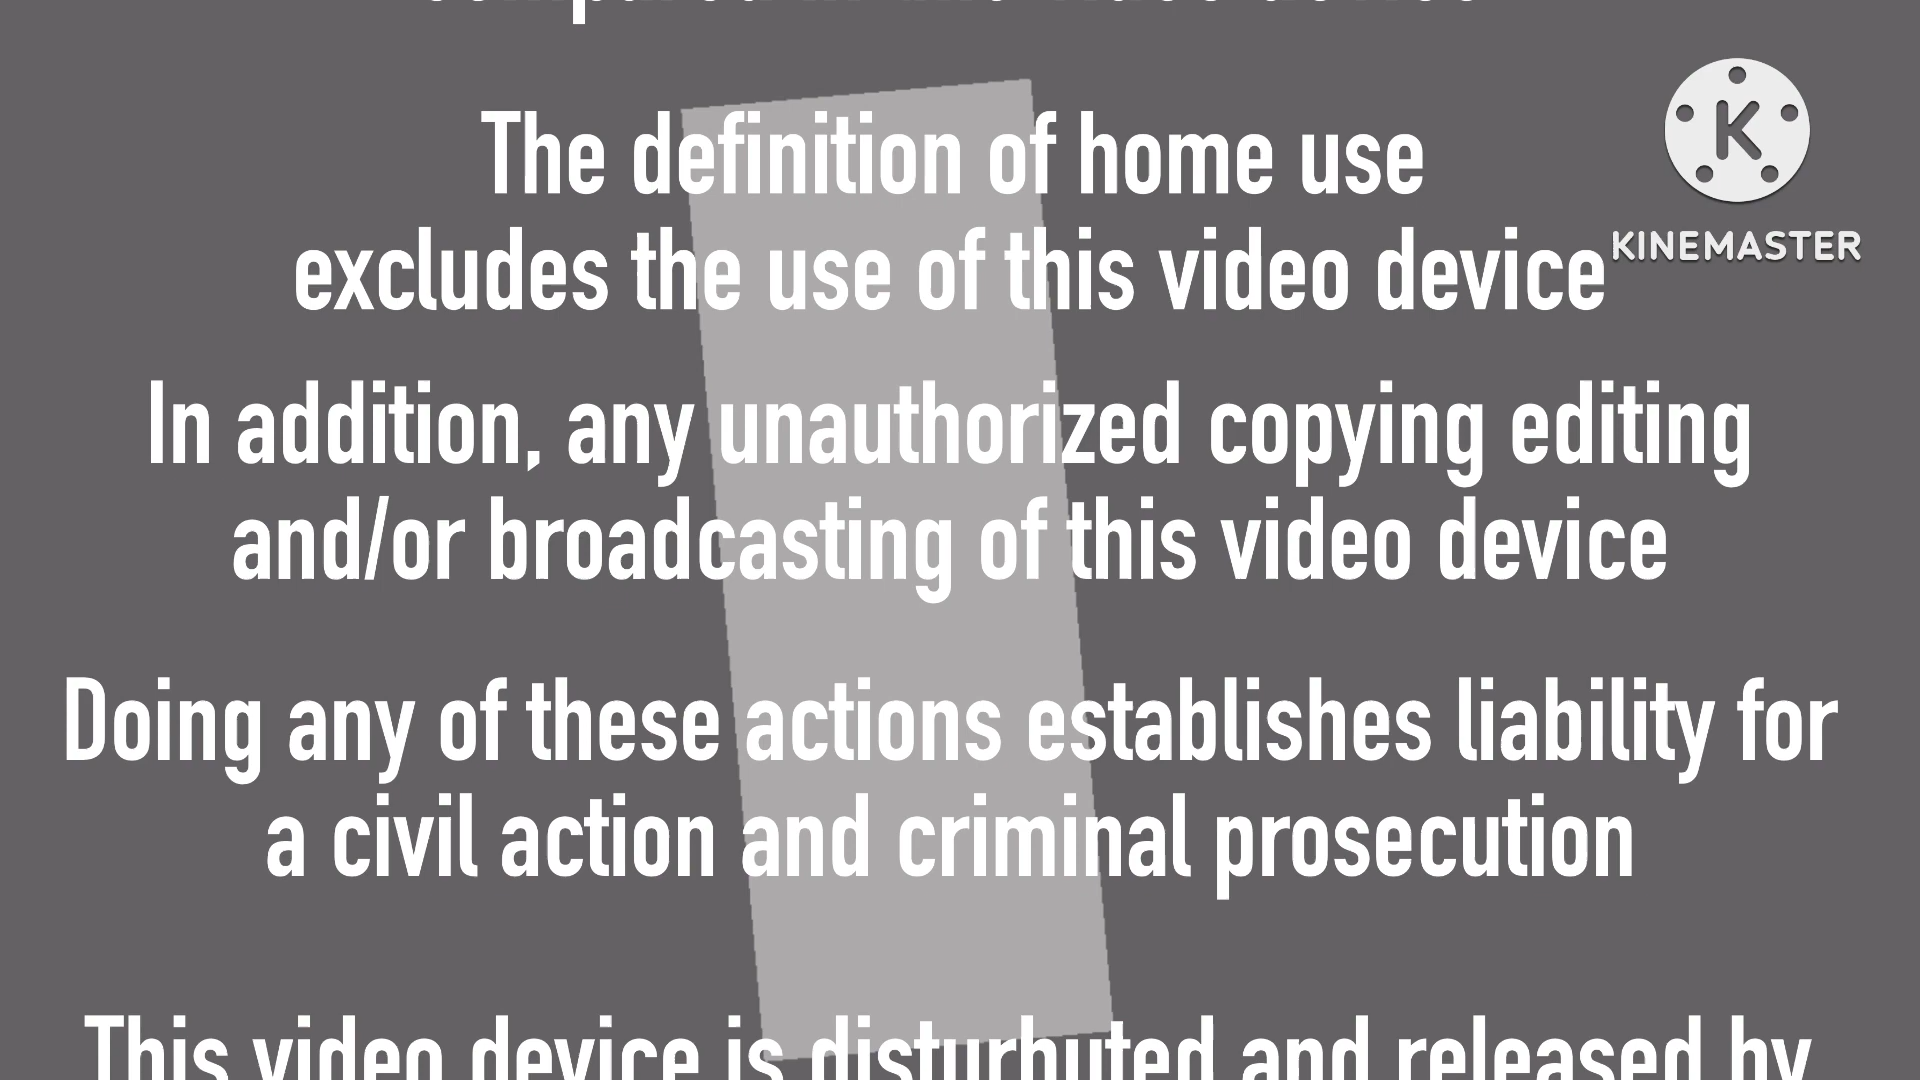 The definition of home use
KINEMASTER
excludes the use of this video device
In addition, any unauthorized copying editing
and/or broadcasting of this video device
Doing any of these actions establishes liability for
a civil action and criminal prosecution
This video device is disturbuted and released by